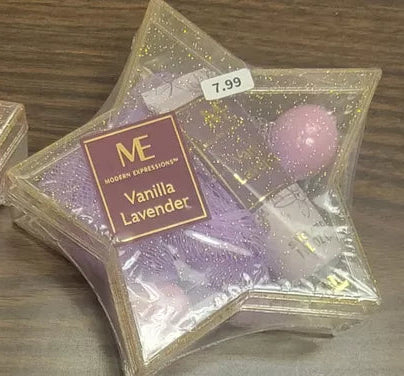 7.99
ME
MODERN EXPRESSIONS™
Vanilla
Lavender